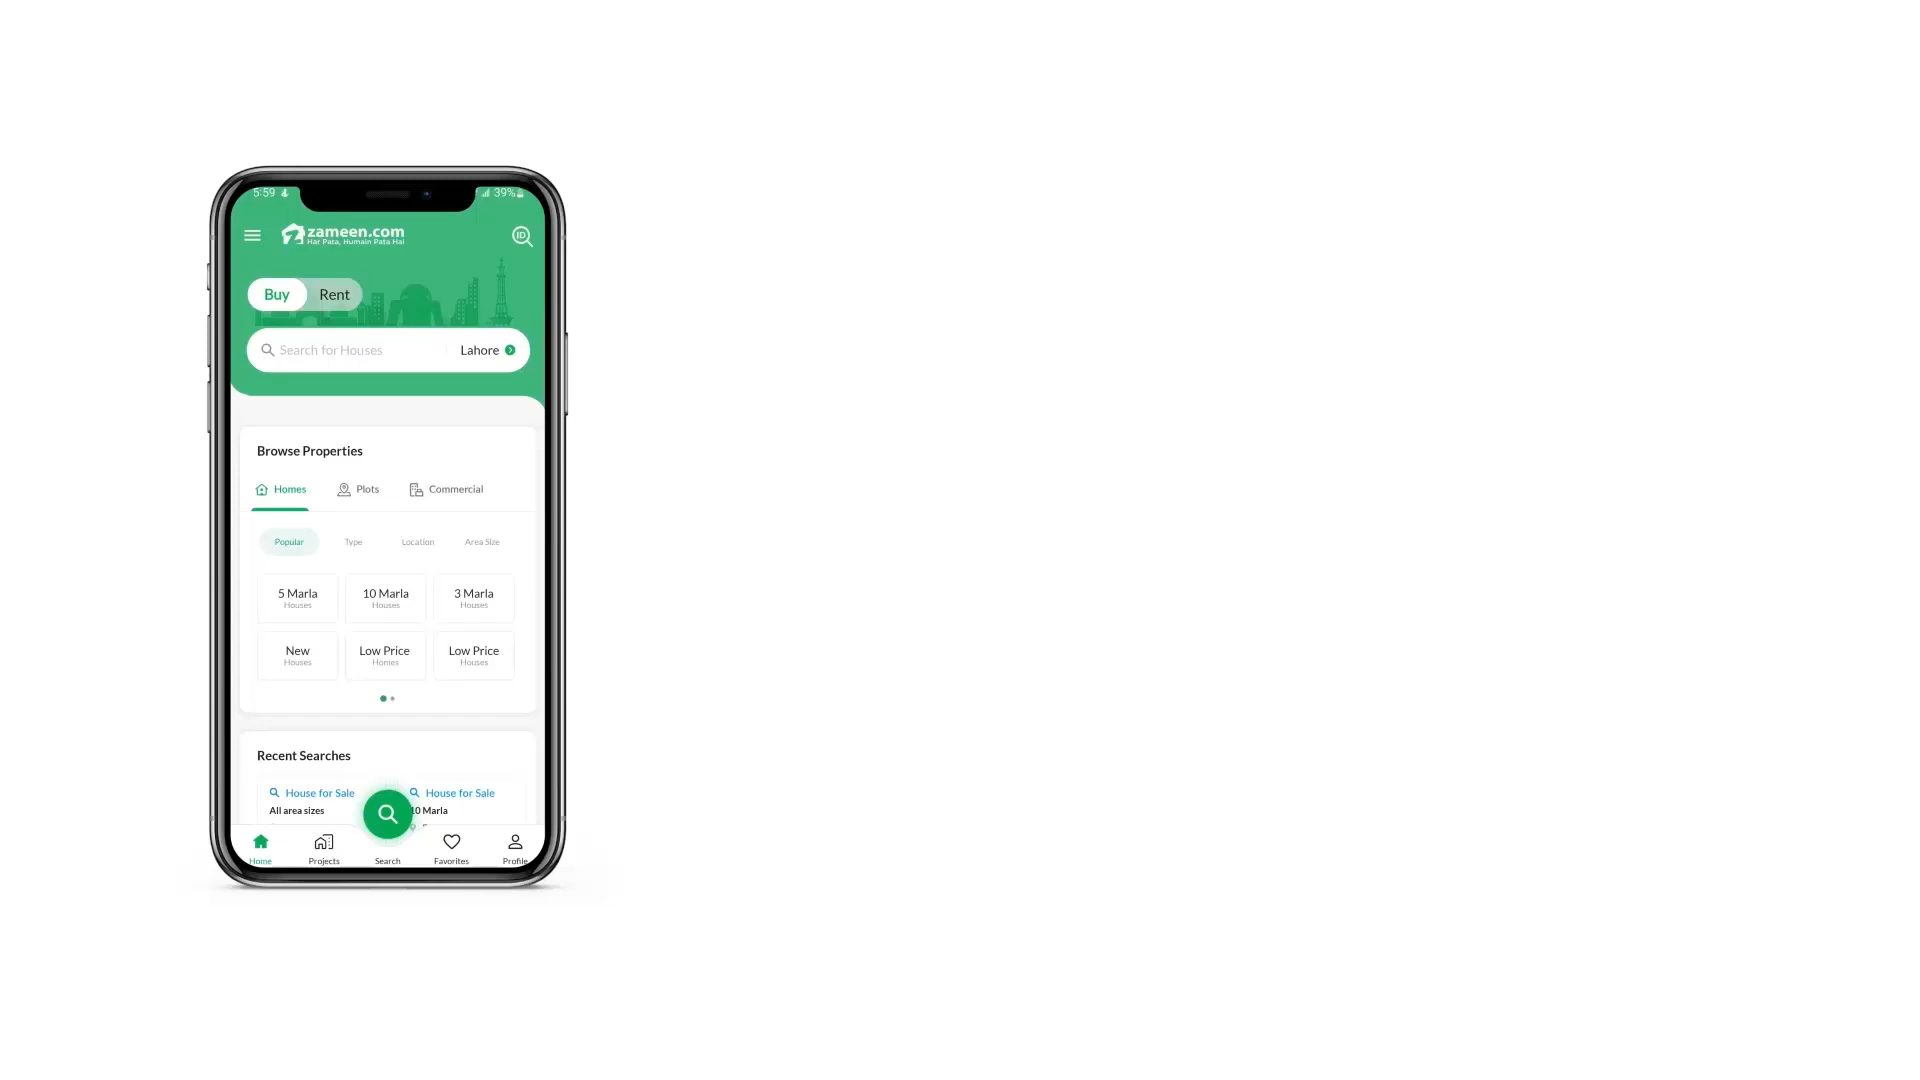 5:59 39%
zameen.com
Har Pata, Humain Pata Hai
ID
Buy Rent
Search for Houses Lahore
Browse Properties
Homes Plots Commercial
Popular Type Location Area Size
5 Marla 10 Marla 3 Marla
Houses Houses Houses
New Low Price Low Price
Houses Homes Houses
Recent Searches
House for Sale House for Sale
All area sizes 10 Marla
Home Projects Search Favorites Profile